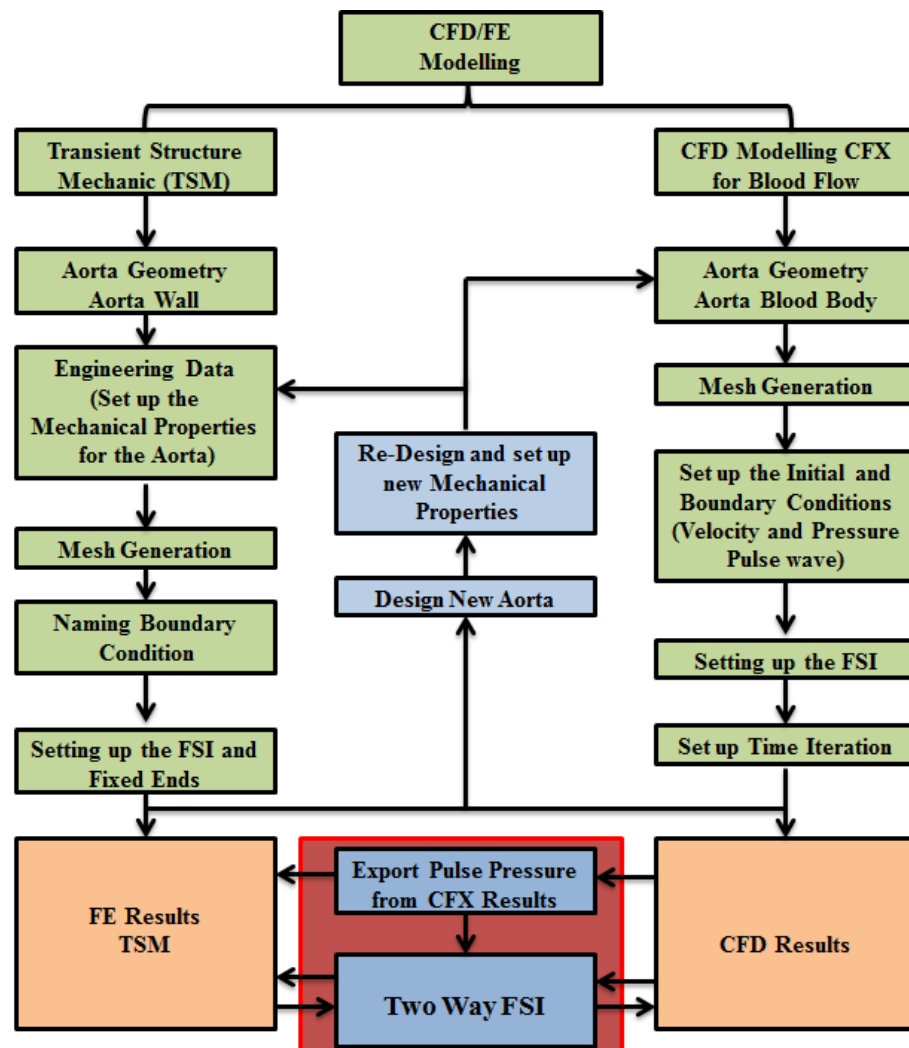 CFD/FE
Modelling
Transient Structure
Mechanic (TSM)
Aorta Geometry
Aorta Wall
Engineering Data
(Set up the
Mechanical Properties
for the Aorta)
Mesh Generation
Naming Boundary
Condition
Setting up the FSI and
Fixed Ends
FE Results
TSM
Re-Design and set up
new Mechanical
Properties
Design New Aorta
Export Pulse Pressure
from CFX Results
Two Way FSI
CFD Modelling CFX
for Blood Flow
Aorta Geometry
Aorta Blood Body
Mesh Generation
Set up the Initial and
Boundary Conditions
(Velocity and Pressure
Pulse wave)
Setting up the FSI
Set up Time Iteration
CFD Results